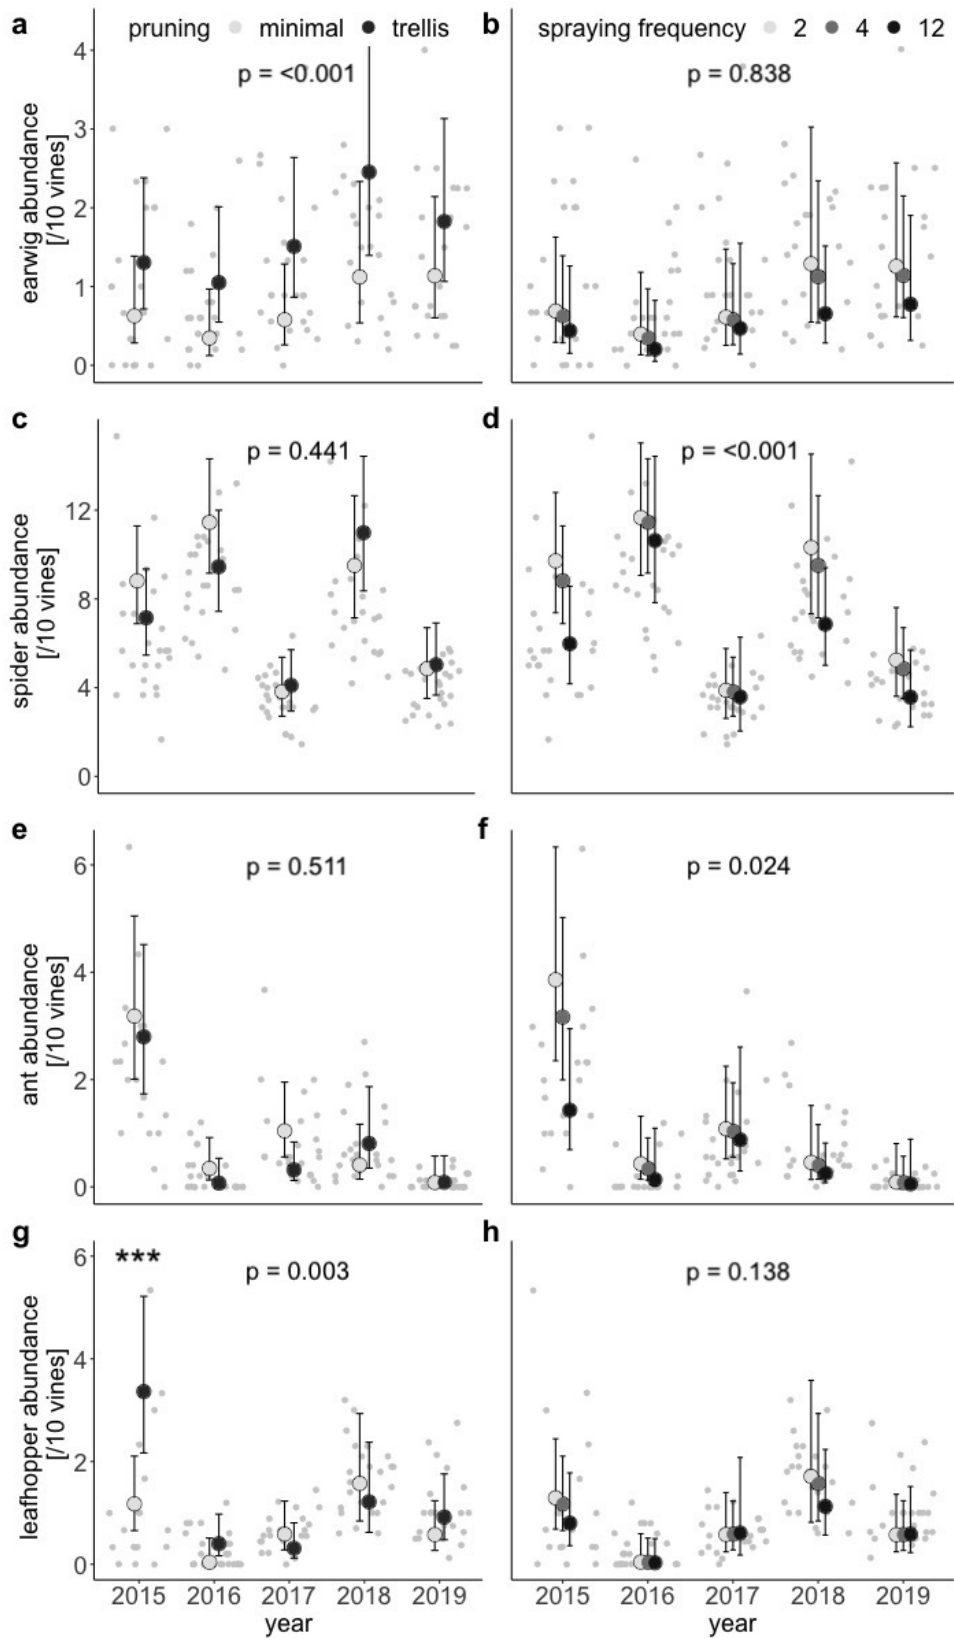 a pruning minimal trellis
b spraying frequency 2 4 12
p = <0.001
p = 0.838
earwig abundance
[/10 vines]
4
3
2
1
0
c
d
p = 0.441
p = <0.001
spider abundance
[/10 vines]
12
8
4
0
e
f
p = 0.511
p = 0.024
ant abundance
[/10 vines]
6
4
2
0
g
h
***
p = 0.003
p = 0.138
leafhopper abundance
[/10 vines]
6
4
2
0
2015 2016 2017 2018 2019
2015 2016 2017 2018 2019
year
year